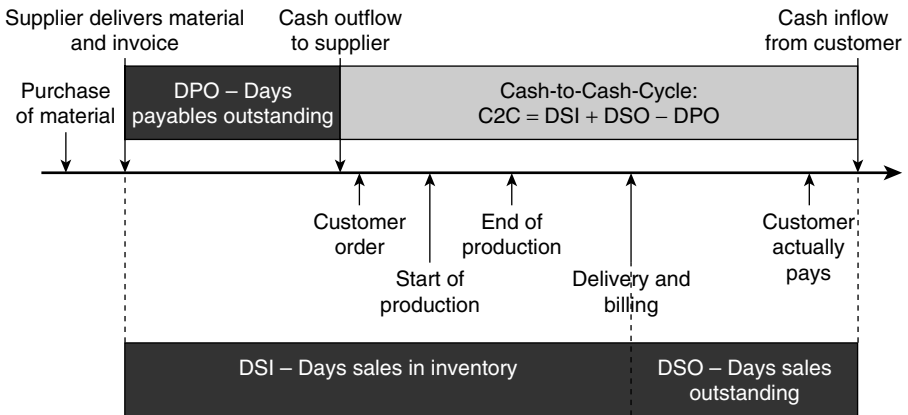 Supplier delivers material
and invoice
Cash outflow
to supplier
Cash inflow
from customer
Purchase
of material
DPO – Days
payables outstanding
Cash-to-Cash-Cycle:
C2C = DSI + DSO – DPO
Customer
order
Start of
production
End of
production
Delivery and
billing
Customer
actually
pays
DSI – Days sales in inventory
DSO – Days sales
outstanding